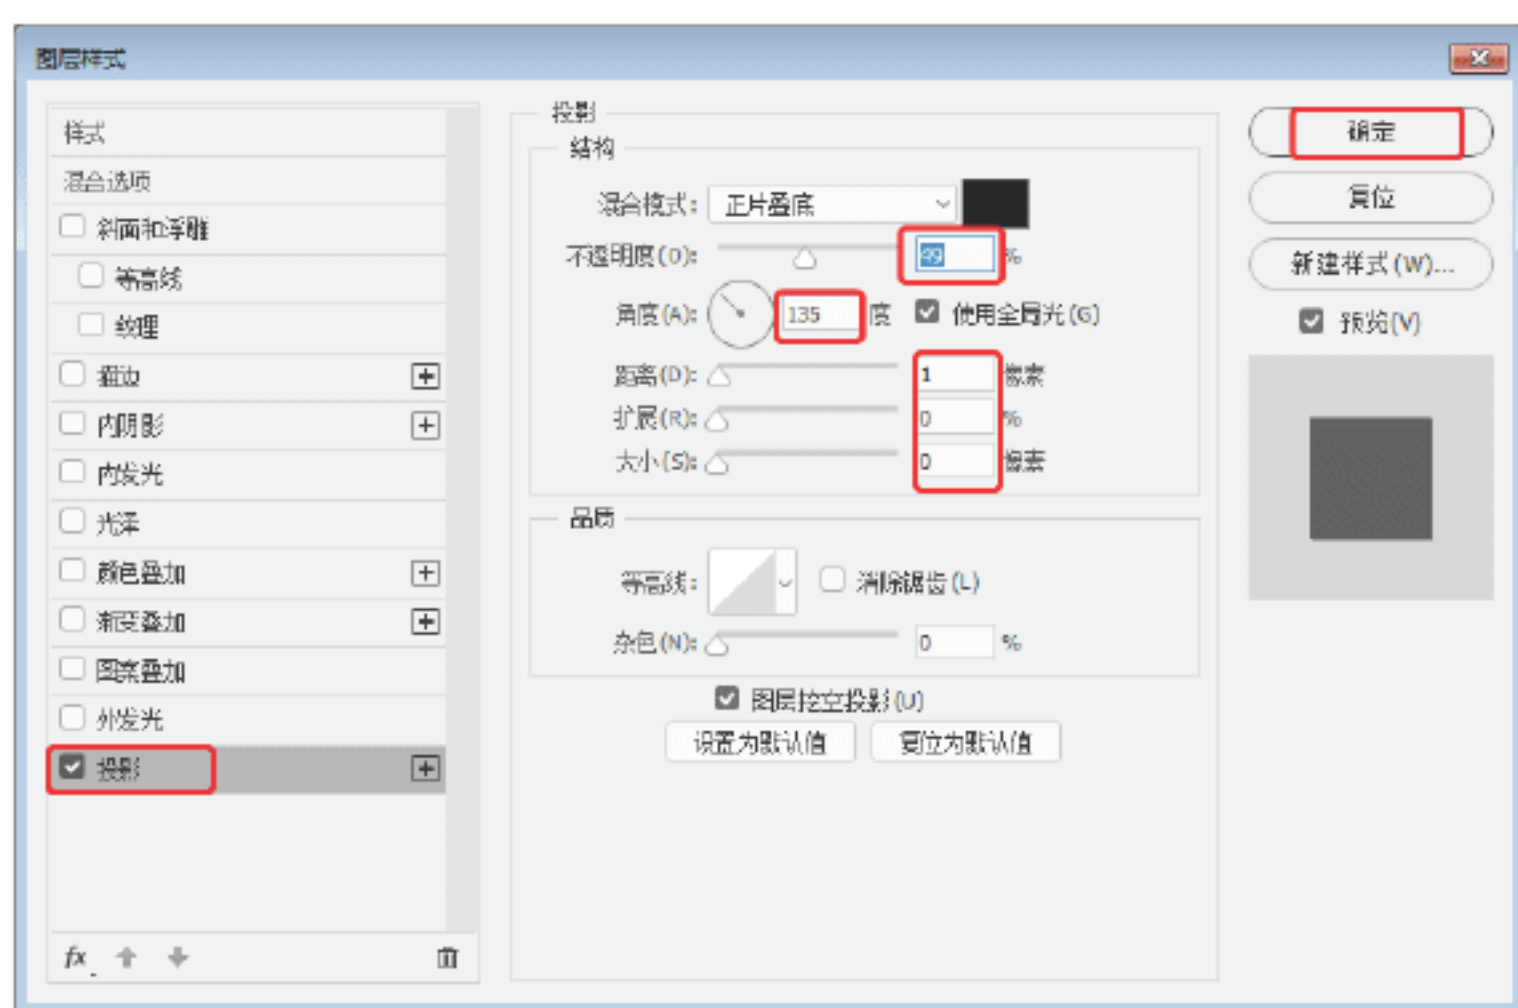 图层样式
样式
混合选项
斜面和浮雕
等高线
纹理
描边
内阴影
内发光
光泽
颜色叠加
渐变叠加
图案叠加
外发光
投影
fx
投影
结构
混合模式: 正片叠底
不透明度(O): 49 %
角度(A): 135 度 使用全局光(G)
距离(D): 1 像素
扩展(R): 0 %
大小(S): 0 像素
品质
等高线: 消除锯齿(L)
杂色(N): 0 %
图层挖空投影(U)
设置为默认值 复位为默认值
确定
复位
新建样式(W)...
预览(V)